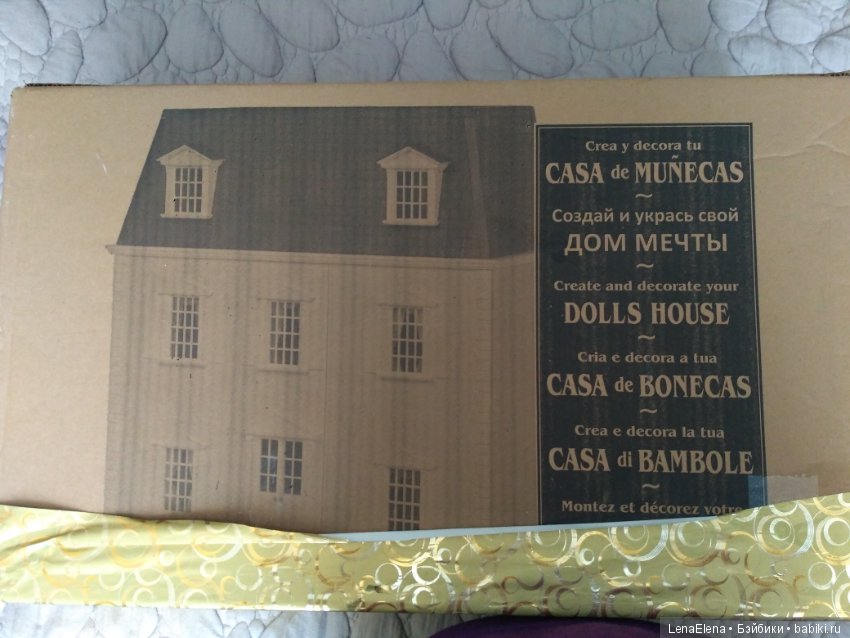 Crea y decora tu
CASA de MUÑECAS
~
Создай и укрась свой
ДОМ МЕЧТЫ
~
Create and decorate your
DOLLS HOUSE
~
Cria e decora a tua
CASA de BONECAS
~
Crea e decora la tua
CASA di BAMBOLE
~
Montez et décorez votre
LenaElena • Бэйбики • babiki.ru